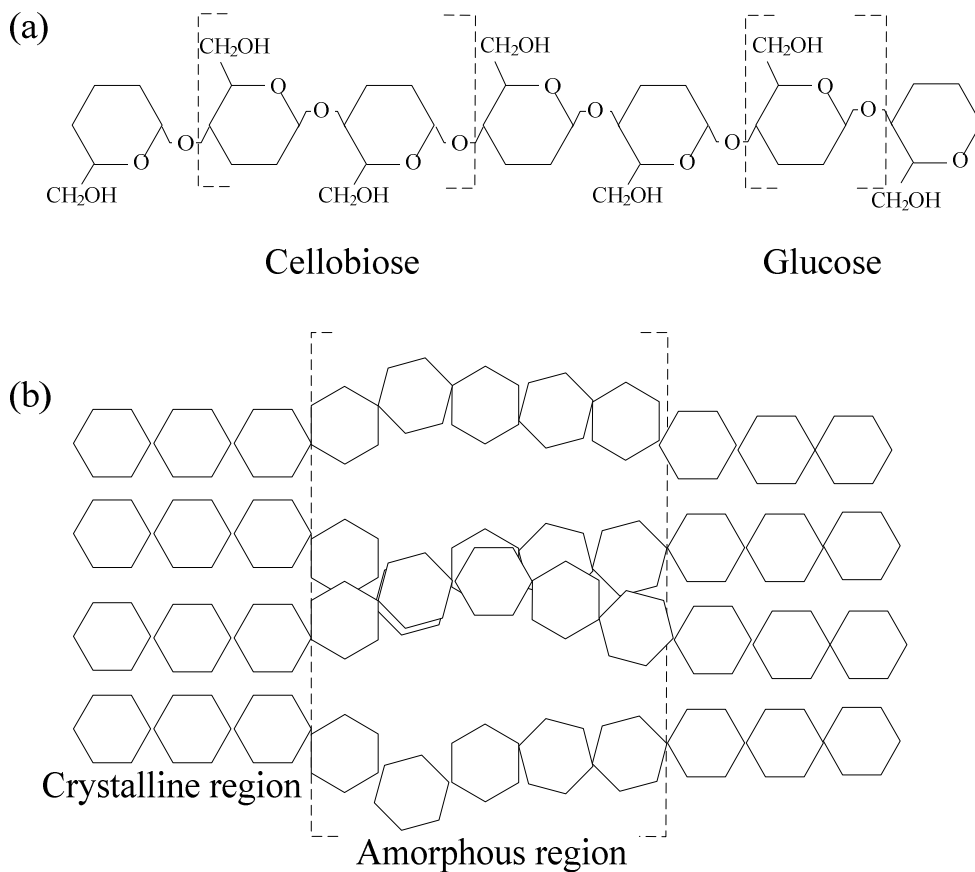 (a)
CH₂OH CH₂OH CH₂OH
O O O O O O
O O O O O O O
CH₂OH CH₂OH CH₂OH CH₂OH
Cellobiose Glucose
(b)
Crystalline region
Amorphous region